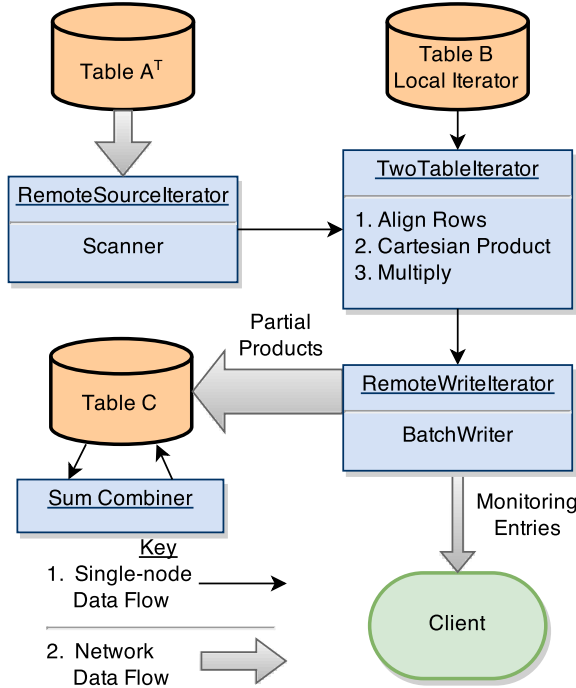 Table Aᵀ
Table B
Local Iterator
RemoteSourceIterator
Scanner
TwoTableIterator
1. Align Rows
2. Cartesian Product
3. Multiply
Partial
Products
Table C
RemoteWriteIterator
BatchWriter
Sum Combiner
Monitoring
Entries
Key
1. Single-node
Data Flow
2. Network
Data Flow
Client